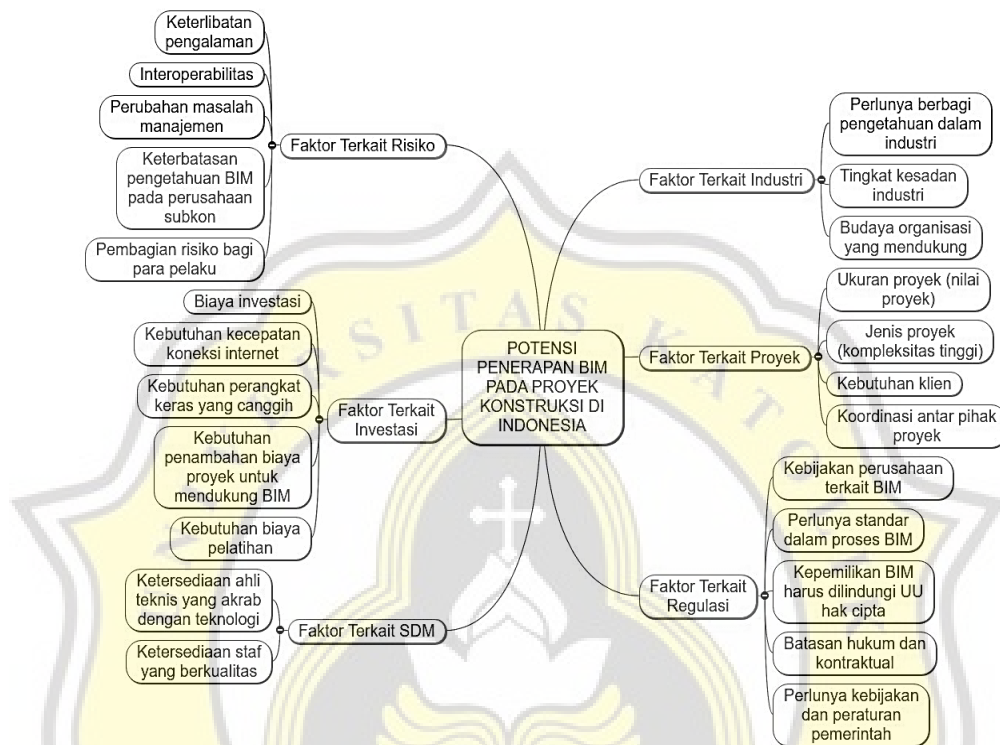 Keterlibatan
pengalaman
Interoperabilitas
Perubahan masalah
manajemen
Keterbatasan
pengetahuan BIM
pada perusahaan
subkon
Pembagian risiko bagi
para pelaku
Faktor Terkait Risiko
Biaya investasi
Kebutuhan kecepatan
koneksi internet
Kebutuhan perangkat
keras yang canggih
Kebutuhan
penambahan biaya
proyek untuk
mendukung BIM
Kebutuhan biaya
pelatihan
Faktor Terkait
Investasi
Ketersediaan ahli
teknis yang akrab
dengan teknologi
Ketersediaan staf
yang berkualitas
Faktor Terkait SDM
POTENSI
PENERAPAN BIM
PADA PROYEK
KONSTRUKSI DI
INDONESIA
Faktor Terkait Industri
Perlunya berbagi
pengetahuan dalam
industri
Tingkat kesadan
industri
Budaya organisasi
yang mendukung
Faktor Terkait Proyek
Ukuran proyek (nilai
proyek)
Jenis proyek
(kompleksitas tinggi)
Kebutuhan klien
Koordinasi antar pihak
proyek
Faktor Terkait
Regulasi
Kebijakan perusahaan
terkait BIM
Perlunya standar
dalam proses BIM
Kepemilikan BIM
harus dilindungi UU
hak cipta
Batasan hukum dan
kontraktual
Perlunya kebijakan
dan peraturan
pemerintah